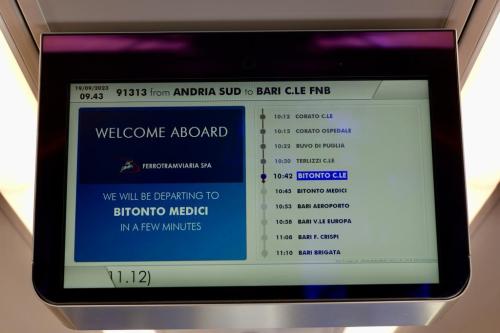 19/09/2023
09.43
91313 from ANDRIA SUD to BARI C.LE FNB
WELCOME ABOARD
FERROTRAMVIARIA SPA
WE WILL BE DEPARTING TO
BITONTO MEDICI
IN A FEW MINUTES
10:12 CORATO C.LE
10:15 CORATO OSPEDALE
10:22 RUVO DI PUGLIA
10:30 TERLIZZI C.LE
10:42 BITONTO C.LE
10:45 BITONTO MEDICI
10:53 BARI AEROPORTO
10:58 BARI V.LE EUROPA
11:08 BARI F. CRISPI
11:10 BARI BRIGATA
11.12)